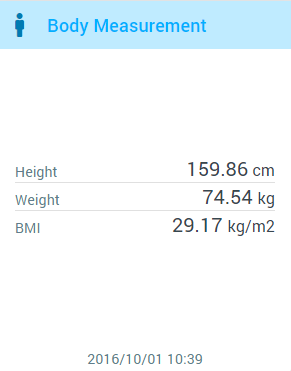 Body Measurement
Height 159.86 cm
Weight 74.54 kg
BMI 29.17 kg/m2
2016/10/01 10:39